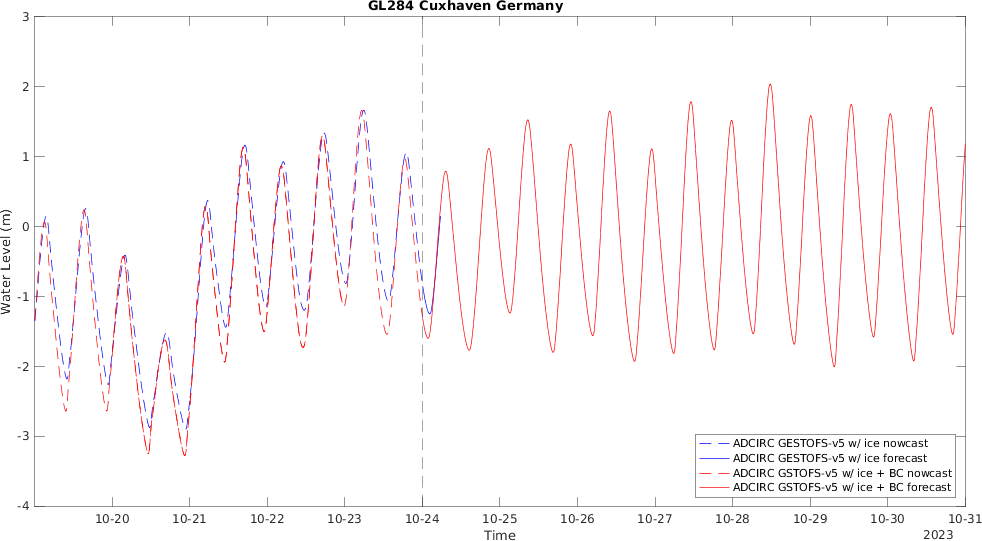 GL284 Cuxhaven Germany
3
2
1
0
-1
-2
-3
-4
Water Level (m)
ADCIRC GESTOFS-v5 w/ ice nowcast
ADCIRC GESTOFS-v5 w/ ice forecast
ADCIRC GSTOFS-v5 w/ ice + BC nowcast
ADCIRC GSTOFS-v5 w/ ice + BC forecast
10-20 10-21 10-22 10-23 10-24 10-25 10-26 10-27 10-28 10-29 10-30 10-31
Time
2023